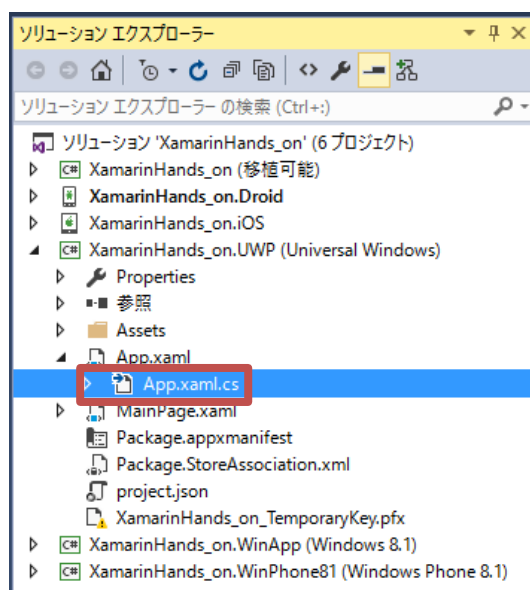 ソリューション エクスプローラー
ソリューション エクスプローラー の検索 (Ctrl+:)
ソリューション 'XamarinHands_on' (6 プロジェクト)
C# XamarinHands_on (移植可能)
XamarinHands_on.Droid
XamarinHands_on.iOS
C# XamarinHands_on.UWP (Universal Windows)
Properties
参照
Assets
App.xaml
App.xaml.cs
MainPage.xaml
Package.appxmanifest
Package.StoreAssociation.xml
project.json
XamarinHands_on_TemporaryKey.pfx
C# XamarinHands_on.WinApp (Windows 8.1)
C# XamarinHands_on.WinPhone81 (Windows Phone 8.1)